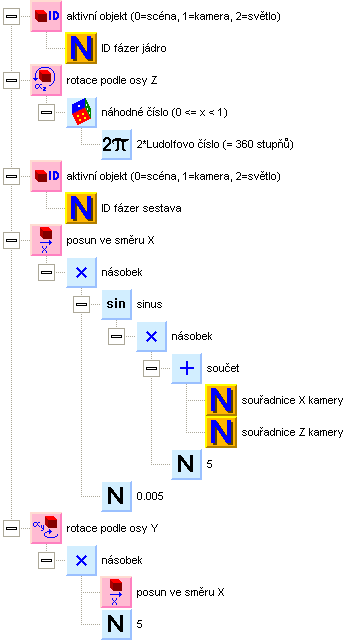 ID aktivní objekt (0=scéna, 1=kamera, 2=světlo)
N ID fázer jádro
αz rotace podle osy Z
náhodné číslo (0 <= x < 1)
2π 2*Ludolfovo číslo (= 360 stupňů)
ID aktivní objekt (0=scéna, 1=kamera, 2=světlo)
N ID fázer sestava
X posun ve směru X
× násobek
sin sinus
× násobek
+ součet
N souřadnice X kamery
N souřadnice Z kamery
N 5
N 0.005
αy rotace podle osy Y
× násobek
X posun ve směru X
N 5